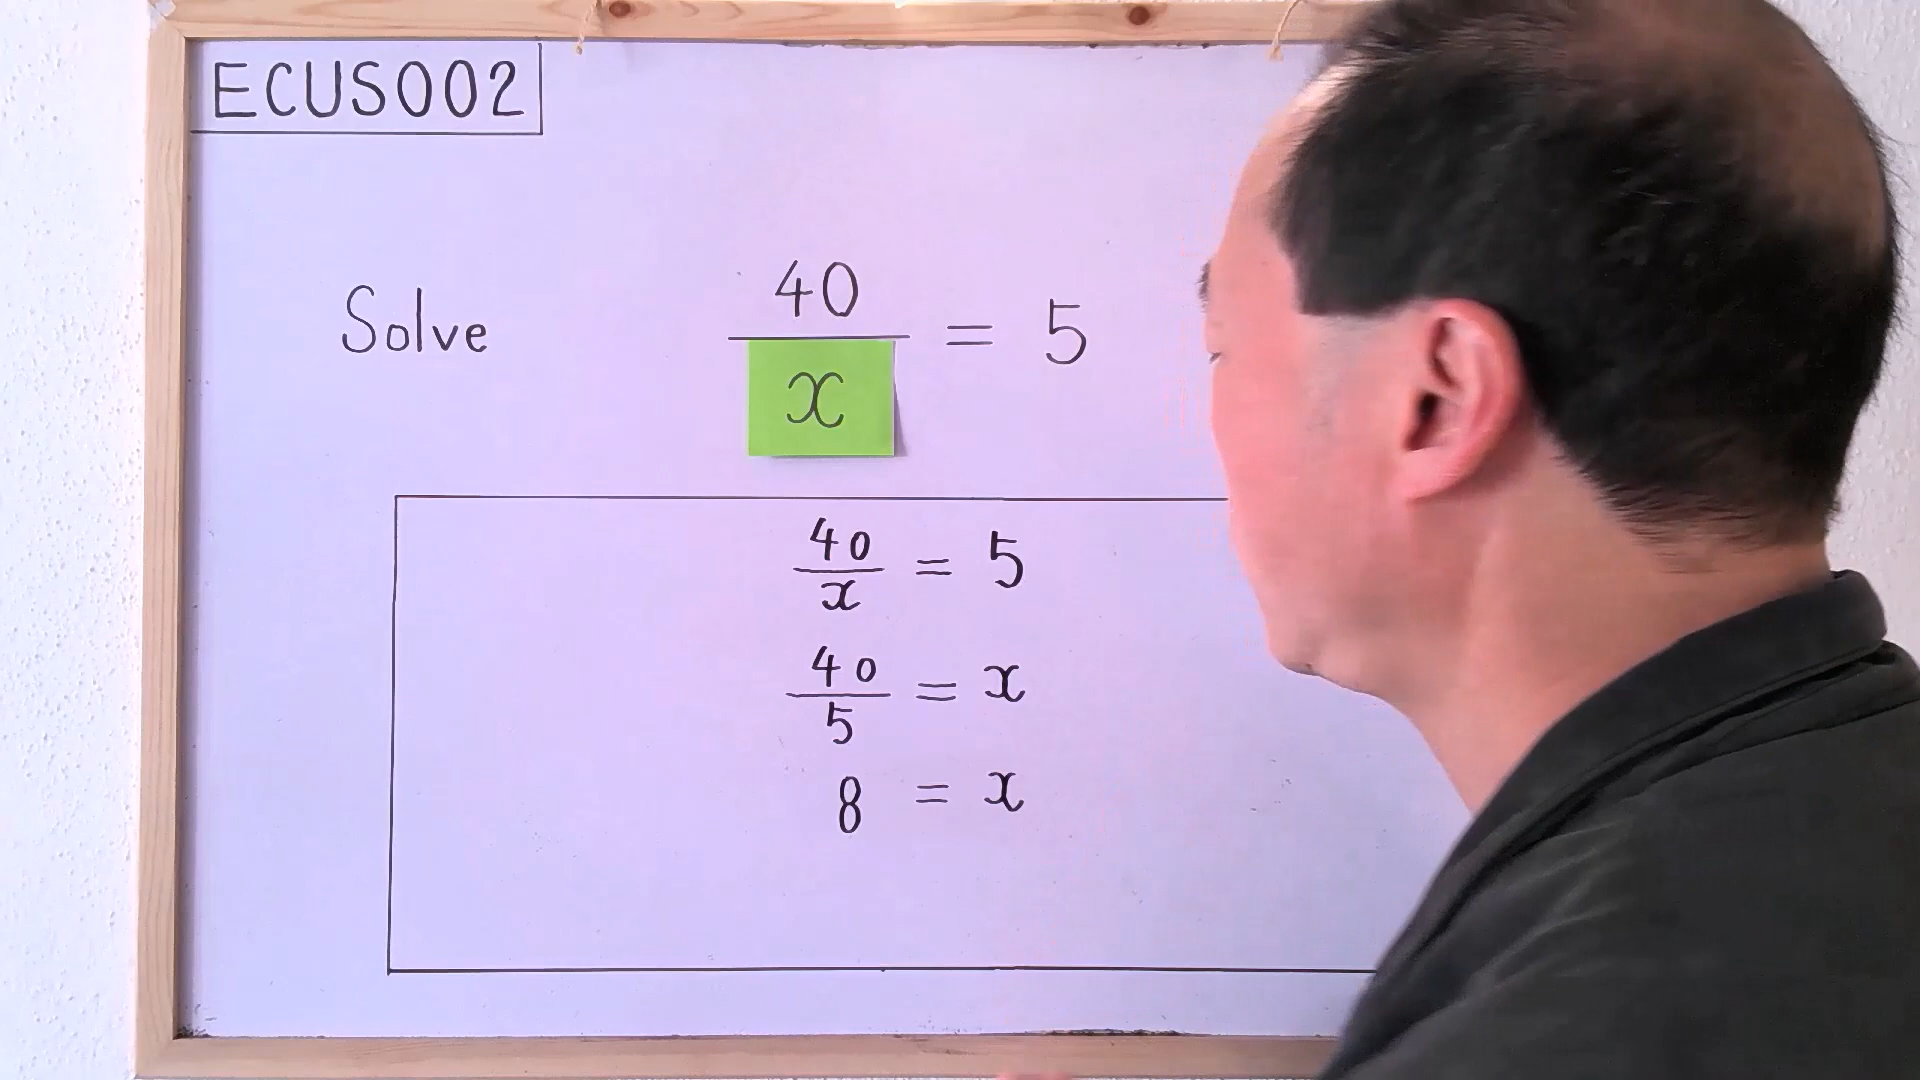 ECUS002
Solve 40/x = 5
40/x = 5
40/5 = x
8 = x